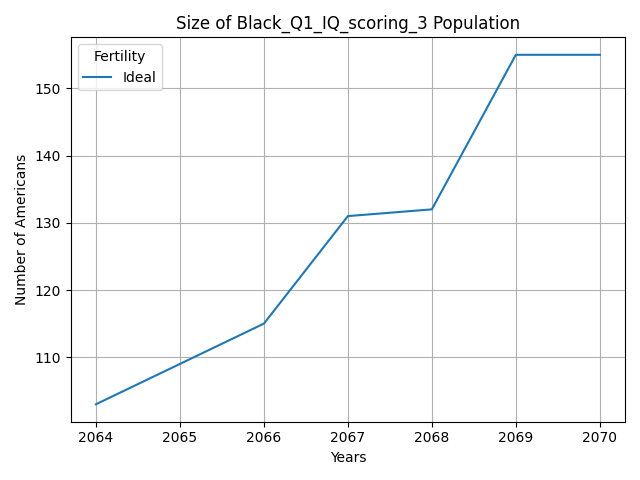 Size of Black_Q1_IQ_scoring_3 Population
Fertility
Ideal
Number of Americans
150
140
130
120
110
2064 2065 2066 2067 2068 2069 2070
Years